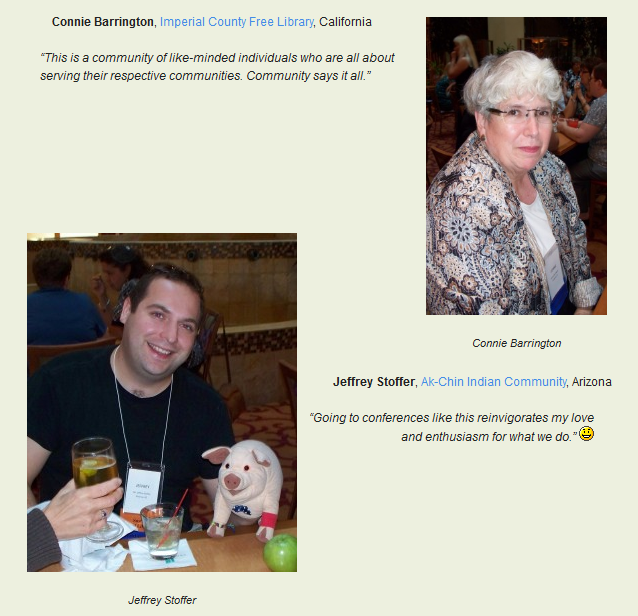 Connie Barrington, Imperial County Free Library, California
“This is a community of like-minded individuals who are all about
serving their respective communities. Community says it all.”
Connie Barrington
Jeffrey Stoffer, Ak-Chin Indian Community, Arizona
“Going to conferences like this reinvigorates my love
and enthusiasm for what we do.”
Jeffrey Stoffer